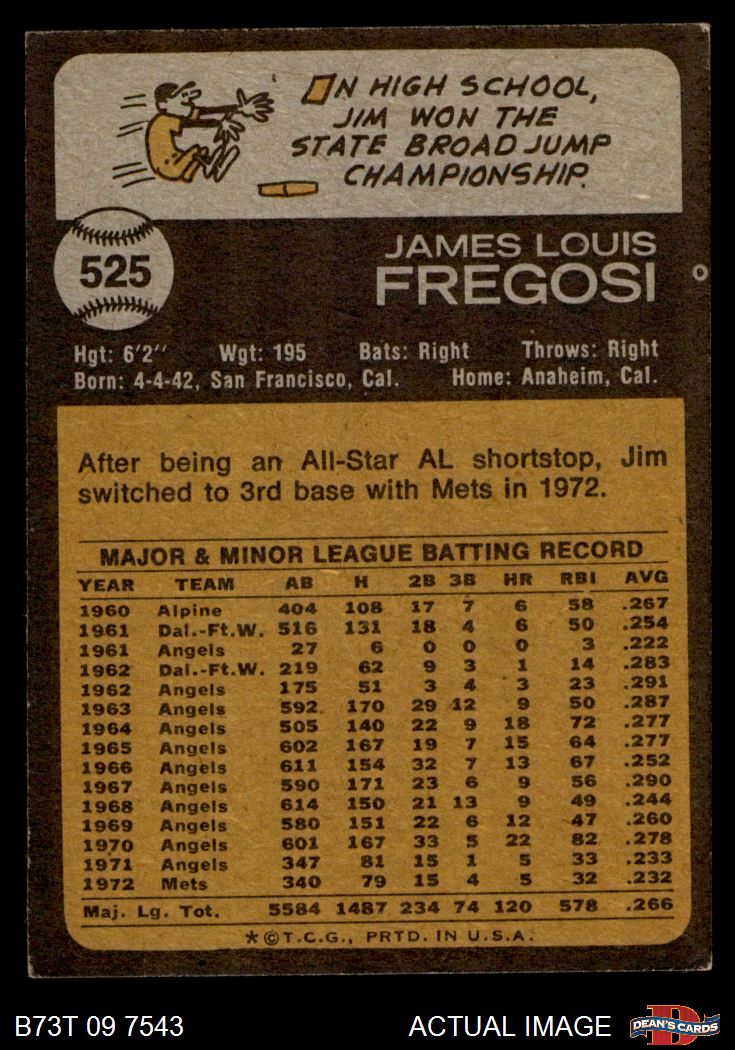 IN HIGH SCHOOL,
JIM WON THE
STATE BROAD JUMP
CHAMPIONSHIP.
525
JAMES LOUIS
FREGOSI
Hgt: 6'2" Wgt: 195 Bats: Right Throws: Right
Born: 4-4-42, San Francisco, Cal. Home: Anaheim, Cal.
After being an All-Star AL shortstop, Jim
switched to 3rd base with Mets in 1972.
MAJOR & MINOR LEAGUE BATTING RECORD
YEAR TEAM AB H 2B 3B HR RBI AVG
1960 Alpine 404 108 17 7 6 58 .267
1961 Dal.-Ft.W. 516 131 18 4 6 50 .254
1961 Angels 27 6 0 0 0 3 .222
1962 Dal.-Ft.W. 219 62 9 3 1 14 .283
1962 Angels 175 51 3 4 3 23 .291
1963 Angels 592 170 29 12 9 50 .287
1964 Angels 505 140 22 9 18 72 .277
1965 Angels 602 167 19 7 15 64 .277
1966 Angels 611 154 32 7 13 67 .252
1967 Angels 590 171 23 6 9 56 .290
1968 Angels 614 150 21 13 9 49 .244
1969 Angels 580 151 22 6 12 47 .260
1970 Angels 601 167 33 5 22 82 .278
1971 Angels 347 81 15 1 5 33 .233
1972 Mets 340 79 15 4 5 32 .232
Maj. Lg. Tot. 5584 1487 234 74 120 578 .266
*©T.C.G., PRTD. IN U.S.A.
B73T 09 7543 ACTUAL IMAGE
D
DEAN'S CARDS